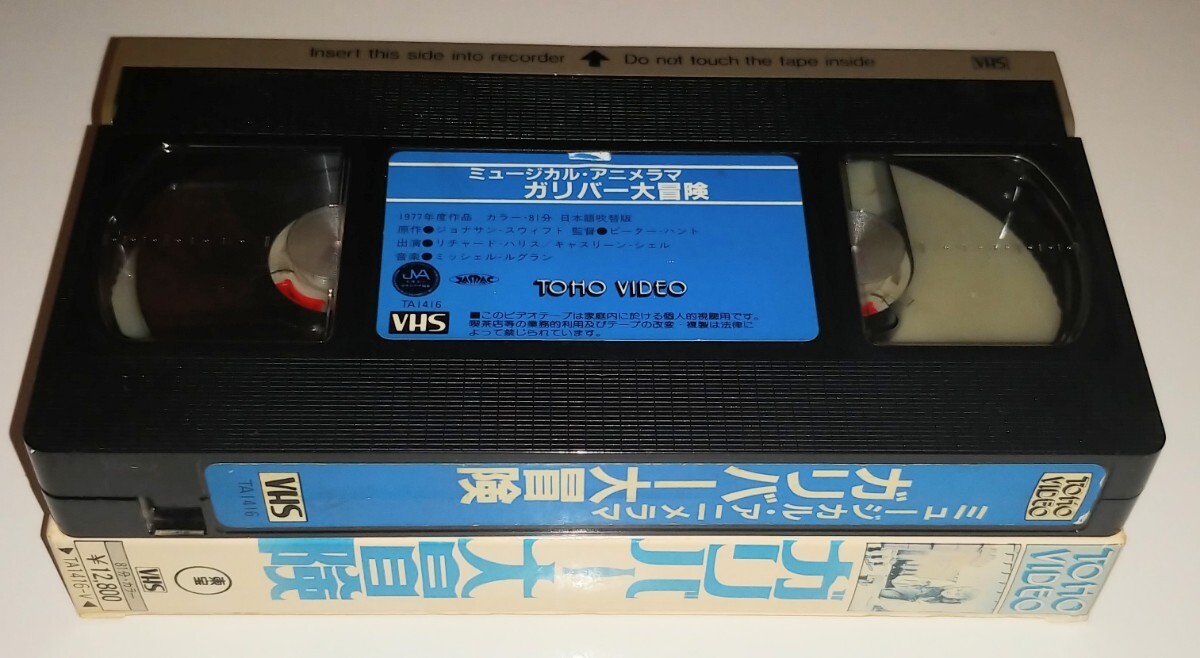 Insert this side into recorder Do not touch the tape inside VHS
ミュージカル・アニメラマ
ガリバー大冒険
1977年度作品 カラー・81分 日本語吹替版
原作●ジョナサン・スウィフト 監督●ピーター・ハント
出演●リチャード・ハリス/キャスリーン・シェル
音楽●ミッシェル・ルグラン
JVA
JASRAC
TOHO VIDEO
TA1416
VHS
■このビデオテープは家庭内に於ける個人的視聴用です。
喫茶店等の業務的利用及びテープの改変・複製は法律に
よって禁じられています。
TOHO
VIDEO
ミュージカル・アニメラマ
ガリバー大冒険
VHS
TA1416
TOHO
VIDEO
ガリバー大冒険
東宝
VHS
81分・カラー
¥12,800
TA1416-V